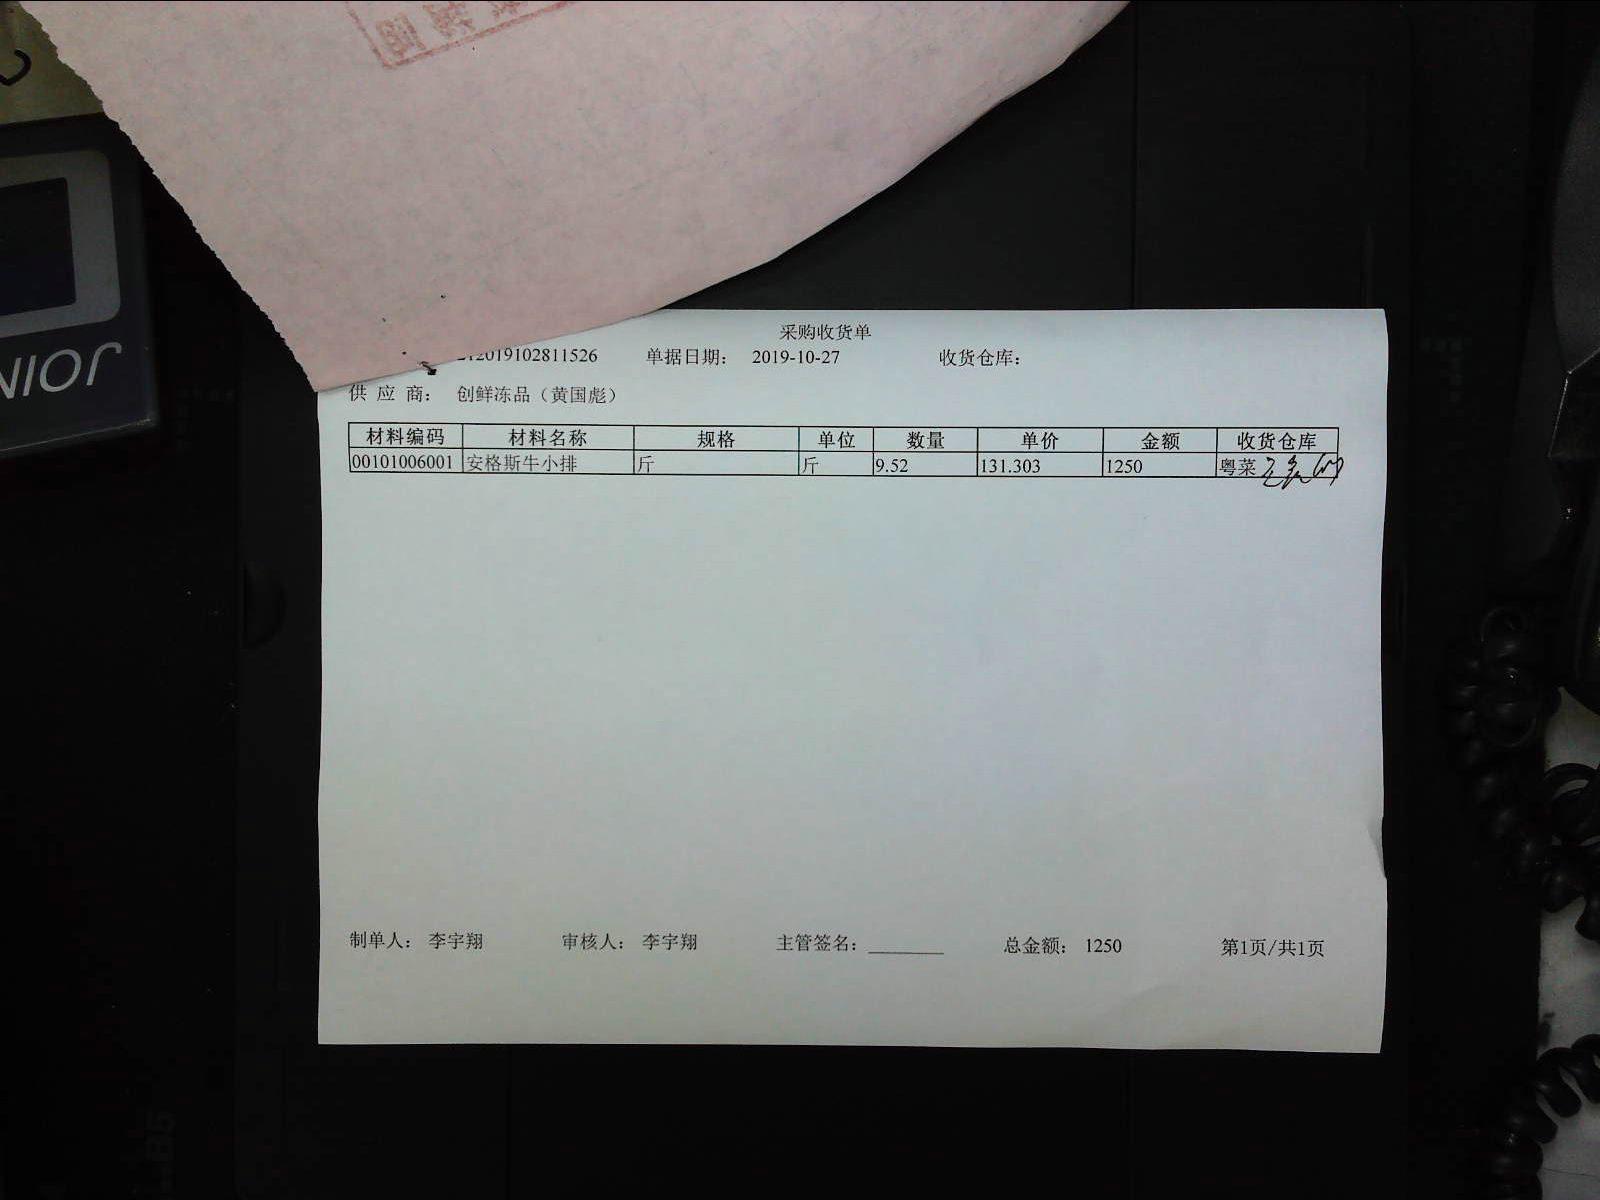 采购收货单
2019102811526 单据日期： 2019-10-27 收货仓库：
供 应 商： 创鲜冻品（黄国彪）
材料编码 材料名称 规格 单位 数量 单价 金额 收货仓库
00101006001 安格斯牛小排 斤 斤 9.52 131.303 1250 粤菜
制单人： 李宇翔 审核人： 李宇翔 主管签名： 总金额： 1250 第1页/共1页